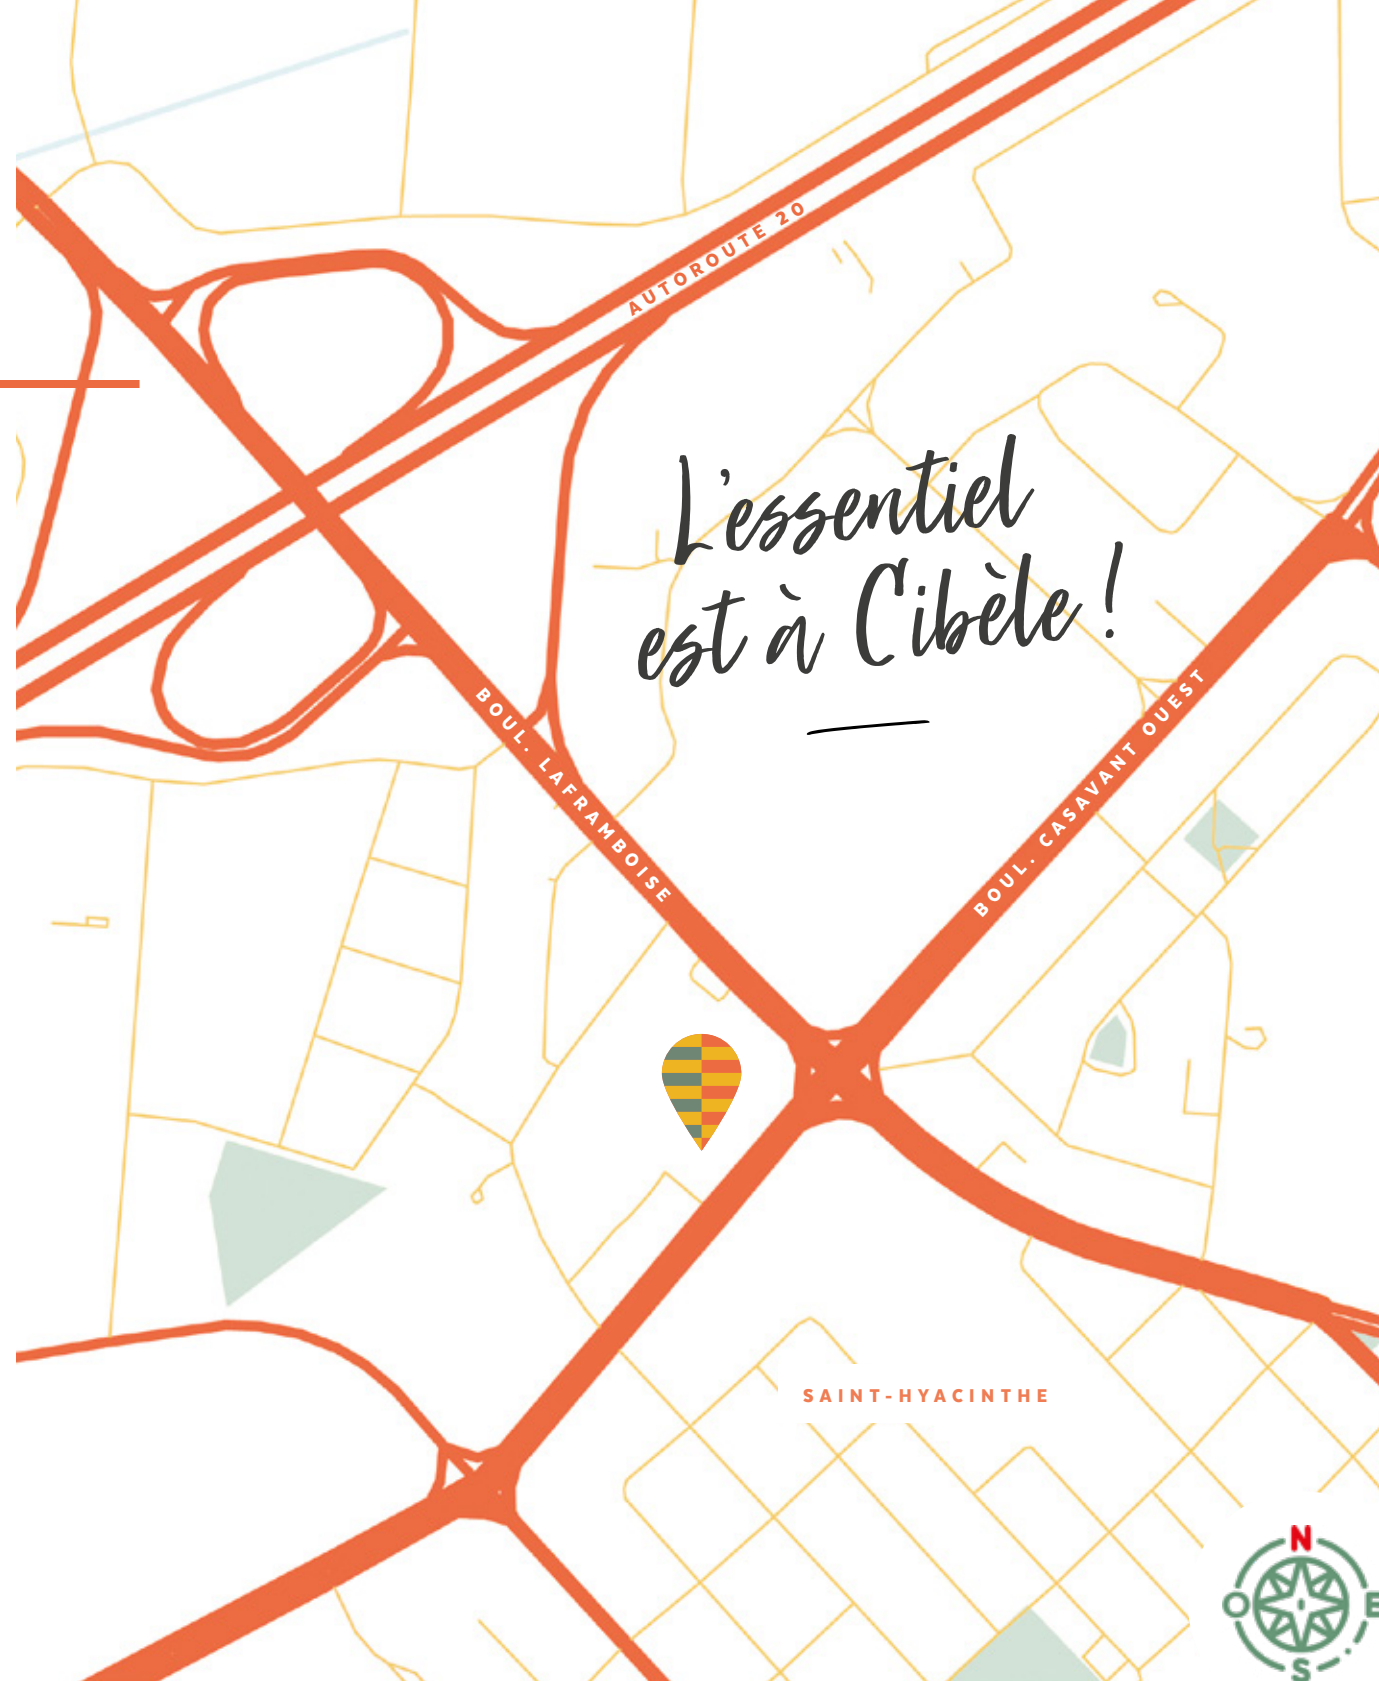 AUTOROUTE 20
L'essentiel
est à Cibèle !
BOUL. LAFRAMBOISE
BOUL. CASAVANT OUEST
SAINT-HYACINTHE
N
O E
S